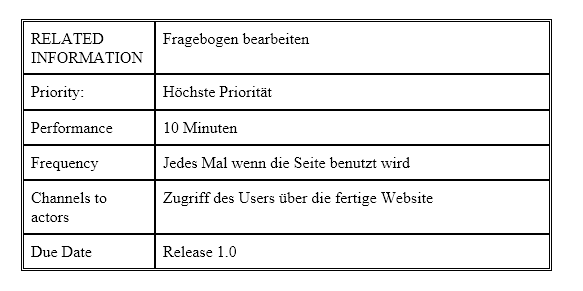 RELATED INFORMATION Fragebogen bearbeiten
Priority: Höchste Priorität
Performance 10 Minuten
Frequency Jedes Mal wenn die Seite benutzt wird
Channels to actors Zugriff des Users über die fertige Website
Due Date Release 1.0